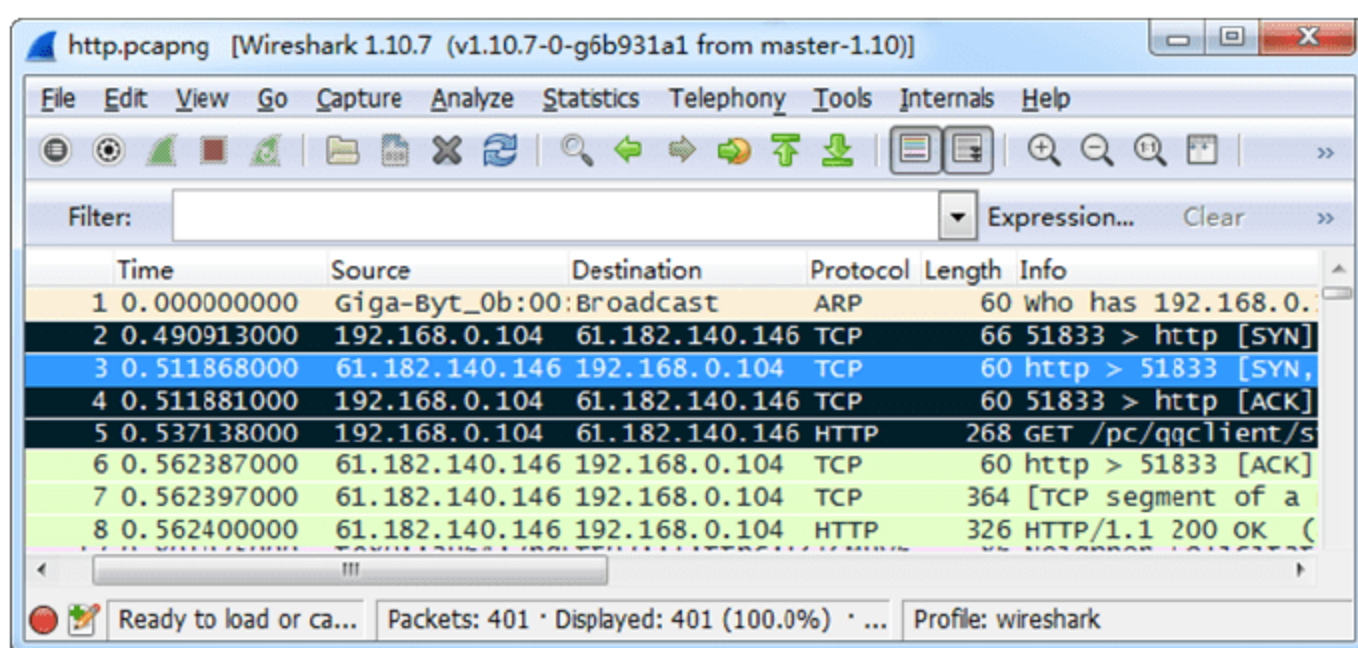 http.pcapng [Wireshark 1.10.7 (v1.10.7-0-g6b931a1 from master-1.10)]
File Edit View Go Capture Analyze Statistics Telephony Tools Internals Help
Filter: Expression... Clear »
Time Source Destination Protocol Length Info
1 0.000000000 Giga-Byt_0b:00: Broadcast ARP 60 Who has 192.168.0.
2 0.490913000 192.168.0.104 61.182.140.146 TCP 66 51833 > http [SYN]
3 0.511868000 61.182.140.146 192.168.0.104 TCP 60 http > 51833 [SYN,
4 0.511881000 192.168.0.104 61.182.140.146 TCP 60 51833 > http [ACK]
5 0.537138000 192.168.0.104 61.182.140.146 HTTP 268 GET /pc/qqclient/s
6 0.562387000 61.182.140.146 192.168.0.104 TCP 60 http > 51833 [ACK]
7 0.562397000 61.182.140.146 192.168.0.104 TCP 364 [TCP segment of a
8 0.562400000 61.182.140.146 192.168.0.104 HTTP 326 HTTP/1.1 200 OK (
Ready to load or ca... Packets: 401 · Displayed: 401 (100.0%) · ... Profile: wireshark